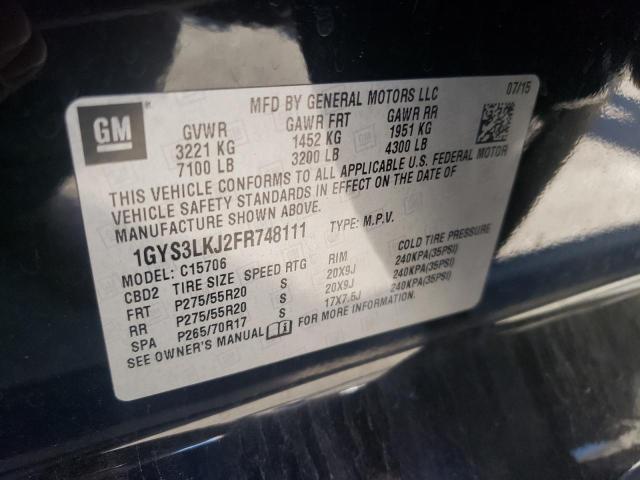 MFD BY GENERAL MOTORS LLC 07/15
GM
GVWR GAWR FRT GAWR RR
3221 KG 1452 KG 1951 KG
7100 LB 3200 LB 4300 LB
THIS VEHICLE CONFORMS TO ALL APPLICABLE U.S. FEDERAL MOTOR
VEHICLE SAFETY STANDARDS IN EFFECT ON THE DATE OF
MANUFACTURE SHOWN ABOVE.
1GYS3LKJ2FR748111 TYPE: M.P.V.
MODEL: C15706
CBD2 TIRE SIZE SPEED RTG RIM COLD TIRE PRESSURE
FRT P275/55R20 S 20X9J 240KPA(35PSI)
RR P275/55R20 S 20X9J 240KPA(35PSI)
SPA P265/70R17 S 17X7.5J 240KPA(35PSI)
SEE OWNER'S MANUAL FOR MORE INFORMATION.